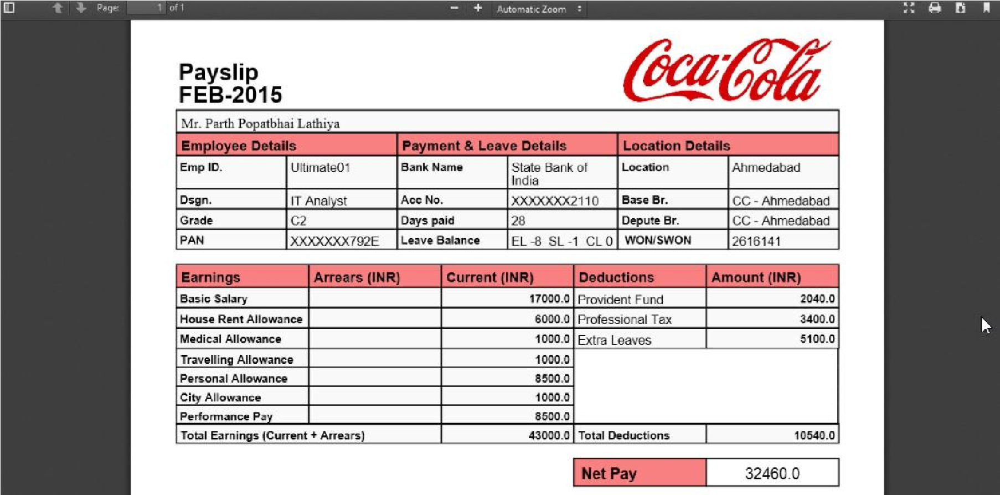 Page: 1 of 1 Automatic Zoom
Coca-Cola
Payslip
FEB-2015
Mr. Parth Popatbhai Lathiya
Employee Details Payment & Leave Details Location Details
Emp ID. Ultimate01 Bank Name State Bank of Location Ahmedabad
India
Dsgn. IT Analyst Acc No. XXXXXXX2110 Base Br. CC - Ahmedabad
Grade C2 Days paid 28 Depute Br. CC - Ahmedabad
PAN XXXXXXX792E Leave Balance EL -8 SL -1 CL 0 WON/SWON 2616141
Earnings Arrears (INR) Current (INR) Deductions Amount (INR)
Basic Salary 17000.0 Provident Fund 2040.0
House Rent Allowance 6000.0 Professional Tax 3400.0
Medical Allowance 1000.0 Extra Leaves 5100.0
Travelling Allowance 1000.0
Personal Allowance 8500.0
City Allowance 1000.0
Performance Pay 8500.0
Total Earnings (Current + Arrears) 43000.0 Total Deductions 10540.0
Net Pay 32460.0